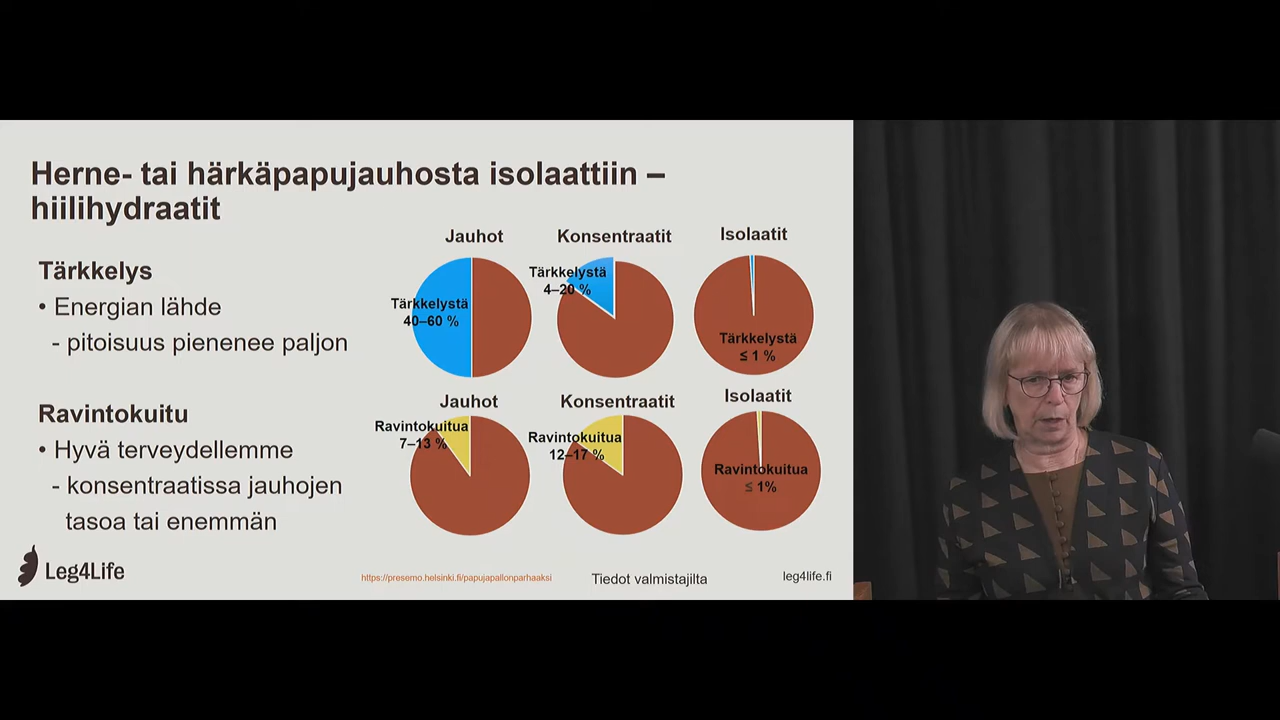 Herne- tai härkäpapujauhosta isolaattiin –
hiilihydraatit
Tärkkelys
• Energian lähde
- pitoisuus pienenee paljon
Ravintokuitu
• Hyvä terveydellemme
- konsentraatissa jauhojen
tasoa tai enemmän
Jauhot
Tärkkelystä
40–60 %
Konsentraatit
Tärkkelystä
4–20 %
Isolaatit
Tärkkelystä
≤ 1 %
Jauhot
Ravintokuitua
7–13 %
Konsentraatit
Ravintokuitua
12–17 %
Isolaatit
Ravintokuitua
≤ 1%
Leg4Life
https://presemo.helsinki.fi/papujapallonparhaaksi
Tiedot valmistajilta
leg4life.fi